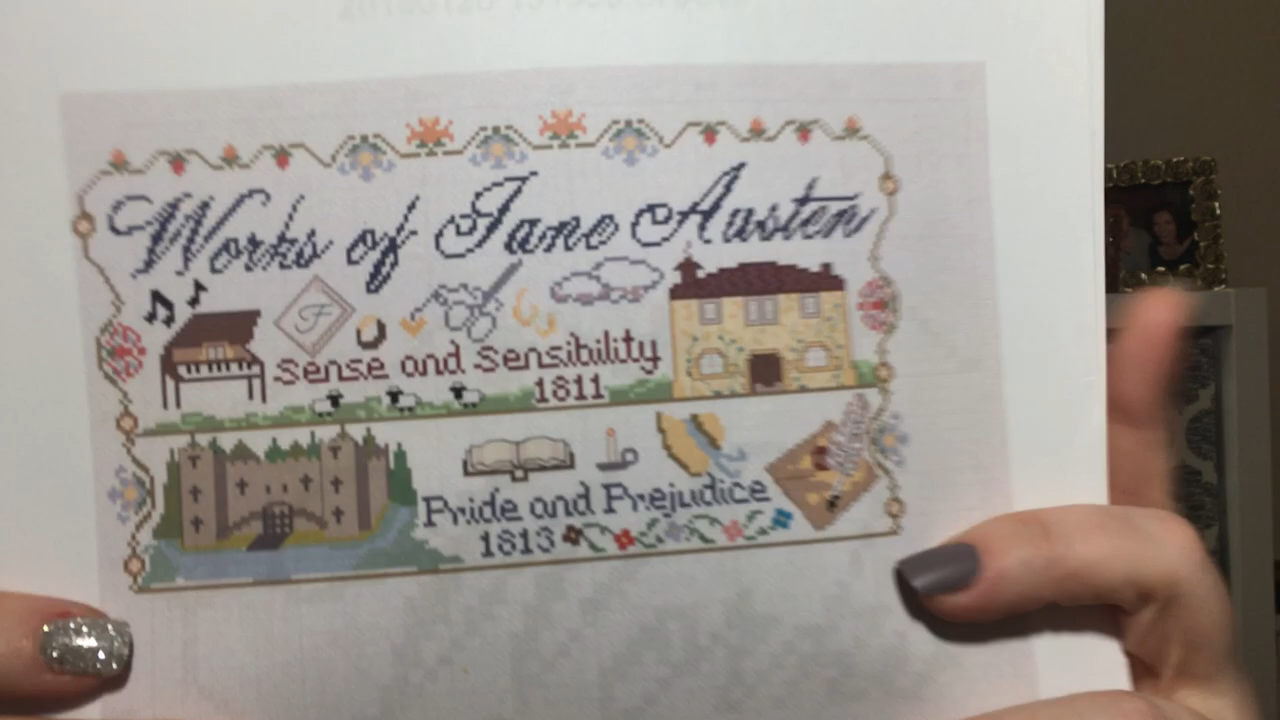 Works of Jane Austen
F
Sense and Sensibility
1811
Pride and Prejudice
1813